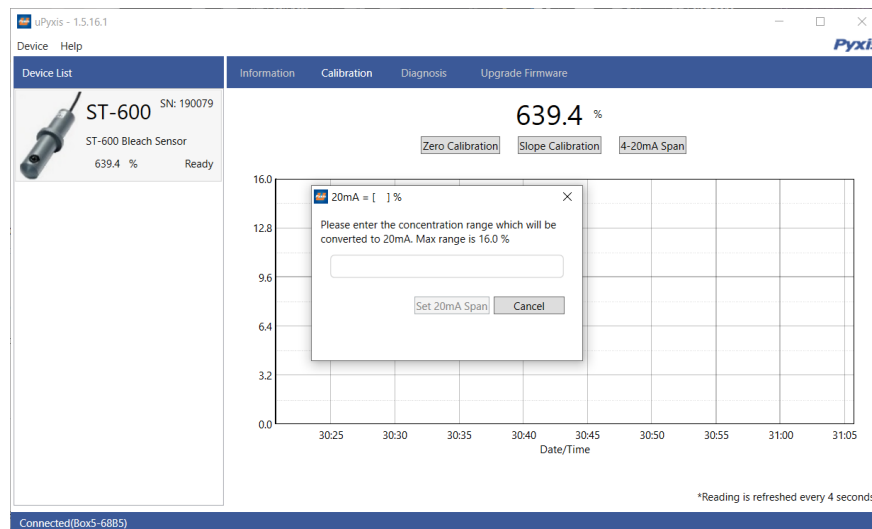 uPyxis - 1.5.16.1
Device Help
Pyxis
Device List
Information Calibration Diagnosis Upgrade Firmware
ST-600 SN: 190079
ST-600 Bleach Sensor
639.4 % Ready
639.4 %
Zero Calibration Slope Calibration 4-20mA Span
16.0
12.8
9.6
6.4
3.2
0.0
20mA = [ ] %
Please enter the concentration range which will be
converted to 20mA. Max range is 16.0 %
Set 20mA Span Cancel
30:25 30:30 30:35 30:40 30:45 30:50 30:55 31:00 31:05
Date/Time
*Reading is refreshed every 4 seconds
Connected(Box5-68B5)